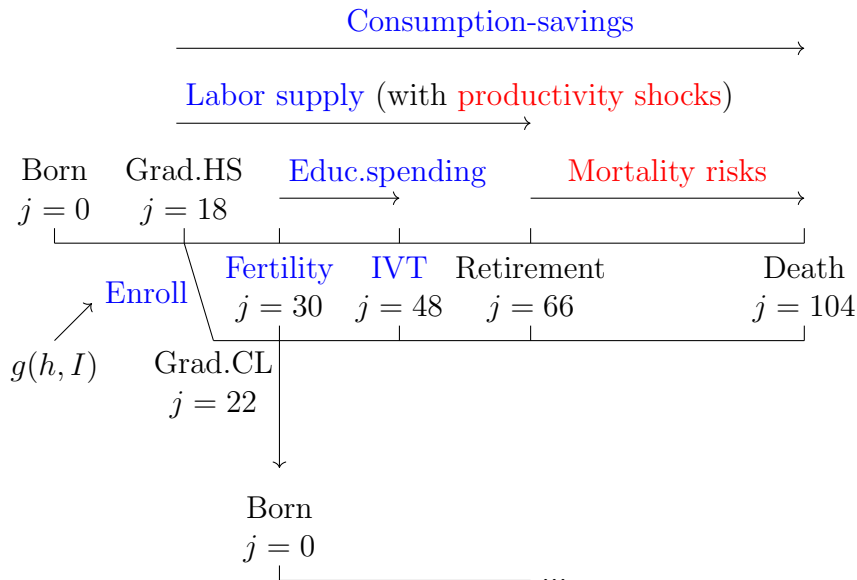 Consumption-savings
Labor supply (with productivity shocks)
Born
j = 0
Grad.HS
j = 18
Educ.spending
Mortality risks
Enroll
Fertility
j = 30
IVT
j = 48
Retirement
j = 66
Death
j = 104
g(h, I)
Grad.CL
j = 22
Born
j = 0
...